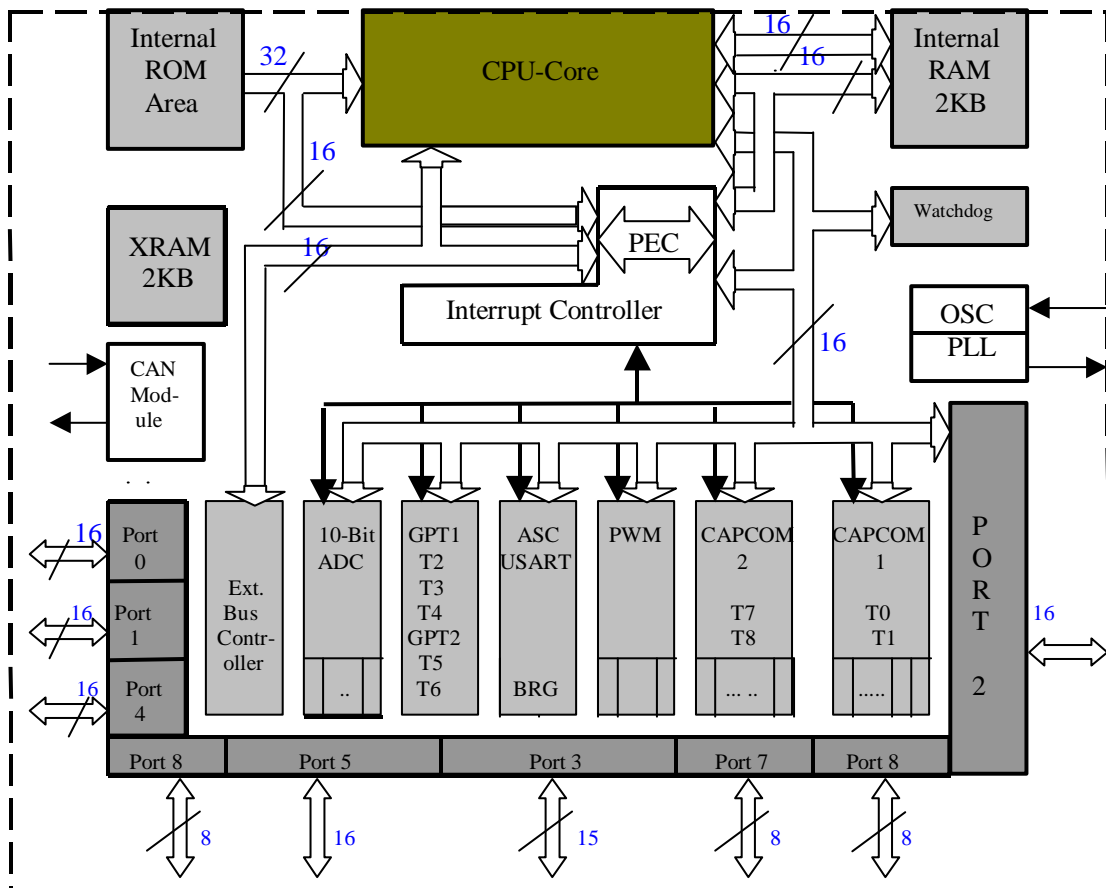 Internal
ROM
Area
32
CPU-Core
16
16
Internal
RAM
2KB
16
XRAM
2KB
16
PEC
Interrupt Controller
Watchdog
16
OSC
PLL
CAN
Mod-
ule
. .
Port
0
16
Port
1
16
Port
4
16
Ext.
Bus
Contr-
oller
10-Bit
ADC
..
GPT1
T2
T3
T4
GPT2
T5
T6
ASC
USART
BRG
PWM
CAPCOM
2
T7
T8
... ..
CAPCOM
1
T0
T1
.....
P
O
R
T
2
16
Port 8
Port 5
Port 3
Port 7
Port 8
8
16
15
8
8